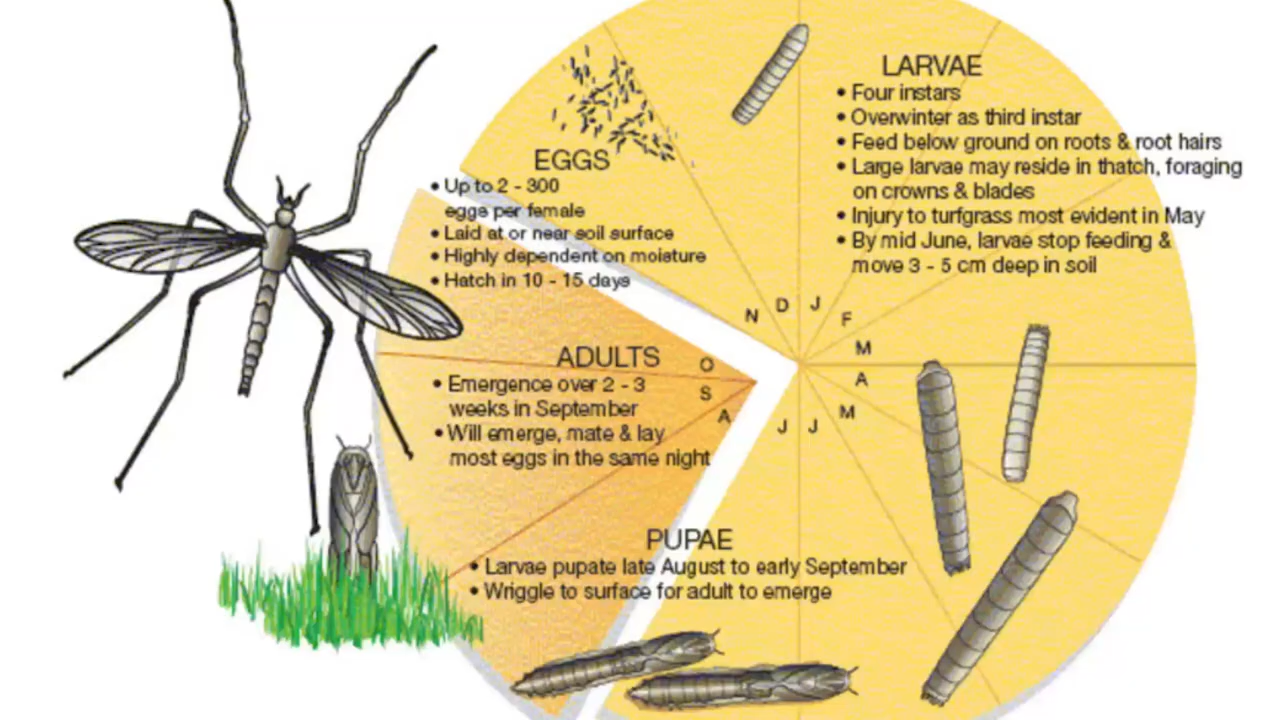 LARVAE
• Four instars
• Overwinter as third instar
• Feed below ground on roots & root hairs
• Large larvae may reside in thatch, foraging
on crowns & blades
• Injury to turfgrass most evident in May
• By mid June, larvae stop feeding &
move 3 - 5 cm deep in soil
EGGS
• Up to 2 - 300
eggs per female
• Laid at or near soil surface
• Highly dependent on moisture
• Hatch in 10 - 15 days
ADULTS
• Emergence over 2 - 3
weeks in September
• Will emerge, mate & lay
most eggs in the same night
PUPAE
• Larvae pupate late August to early September
• Wriggle to surface for adult to emerge
N
D
J
F
M
A
M
J
J
A
S
O